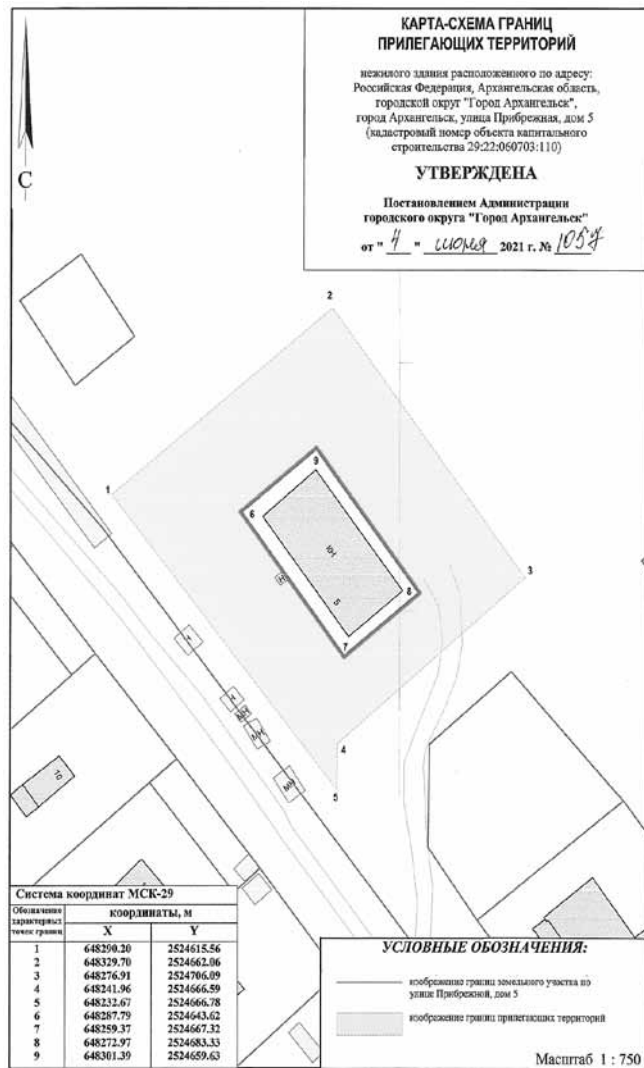 КАРТА-СХЕМА ГРАНИЦ
ПРИЛЕГАЮЩИХ ТЕРРИТОРИЙ
нежилого здания расположенного по адресу:
Российская Федерация, Архангельская область,
городской округ "Город Архангельск",
город Архангельск, улица Прибрежная, дом 5
(кадастровый номер объекта капитального
строительства 29:22:060703:110)
УТВЕРЖДЕНА
Постановлением Администрации
городского округа "Город Архангельск"
от " 4 " июня 2021 г. № 1057
С
2
1
9
6
3
8
5
7
4
5
10
Система координат МСК-29
Обозначение характерных точек границ
координаты, м
X Y
1 648290.20 2524615.56
2 648329.70 2524662.06
3 648276.91 2524706.09
4 648241.96 2524666.59
5 648232.67 2524666.78
6 648287.79 2524643.62
7 648259.37 2524667.32
8 648272.97 2524683.33
9 648301.39 2524659.63
УСЛОВНЫЕ ОБОЗНАЧЕНИЯ:
изображение границ земельного участка по
улице Прибрежной, дом 5
изображение границ прилегающих территорий
Масштаб 1 : 750